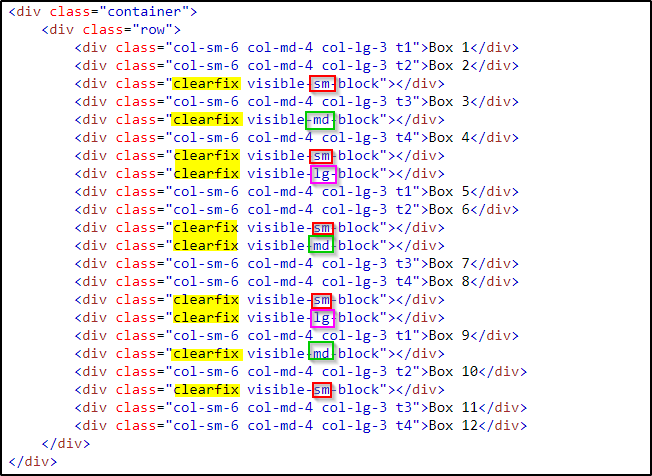 <div class="container">
<div class="row">
<div class="col-sm-6 col-md-4 col-lg-3 t1">Box 1</div>
<div class="col-sm-6 col-md-4 col-lg-3 t2">Box 2</div>
<div class="clearfix visible-sm-block"></div>
<div class="col-sm-6 col-md-4 col-lg-3 t3">Box 3</div>
<div class="clearfix visible-md-block"></div>
<div class="col-sm-6 col-md-4 col-lg-3 t4">Box 4</div>
<div class="clearfix visible-sm-block"></div>
<div class="clearfix visible-lg-block"></div>
<div class="col-sm-6 col-md-4 col-lg-3 t1">Box 5</div>
<div class="col-sm-6 col-md-4 col-lg-3 t2">Box 6</div>
<div class="clearfix visible-sm-block"></div>
<div class="clearfix visible-md-block"></div>
<div class="col-sm-6 col-md-4 col-lg-3 t3">Box 7</div>
<div class="col-sm-6 col-md-4 col-lg-3 t4">Box 8</div>
<div class="clearfix visible-sm-block"></div>
<div class="clearfix visible-lg-block"></div>
<div class="col-sm-6 col-md-4 col-lg-3 t1">Box 9</div>
<div class="clearfix visible-md-block"></div>
<div class="col-sm-6 col-md-4 col-lg-3 t2">Box 10</div>
<div class="clearfix visible-sm-block"></div>
<div class="col-sm-6 col-md-4 col-lg-3 t3">Box 11</div>
<div class="col-sm-6 col-md-4 col-lg-3 t4">Box 12</div>
</div>
</div>